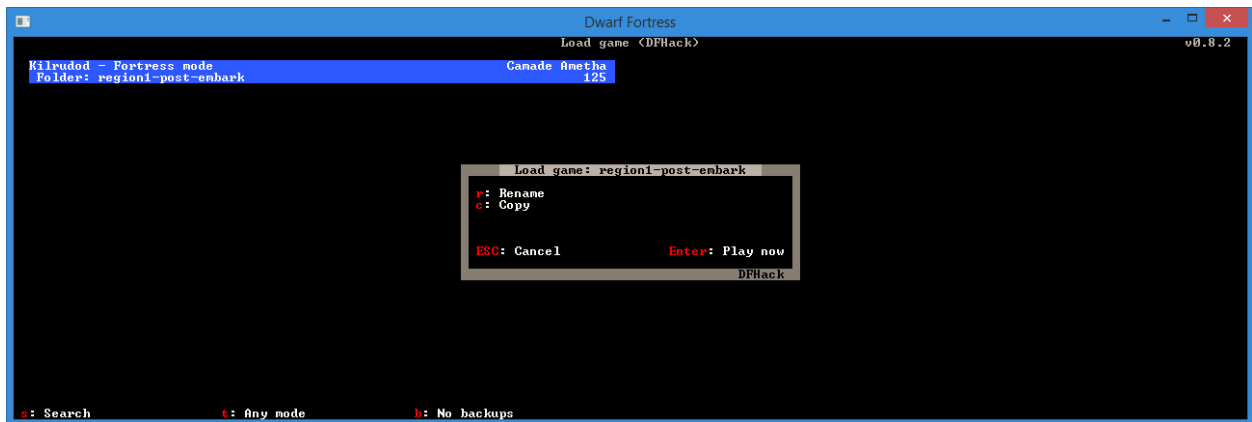 Dwarf Fortress
Load game (DFHack) v0.8.2
Kilrudod - Fortress mode Camade Ametha
Folder: region1-post-embark 125
Load game: region1-post-embark
r: Rename
c: Copy
ESC: Cancel Enter: Play now
DFHack
s: Search t: Any mode b: No backups